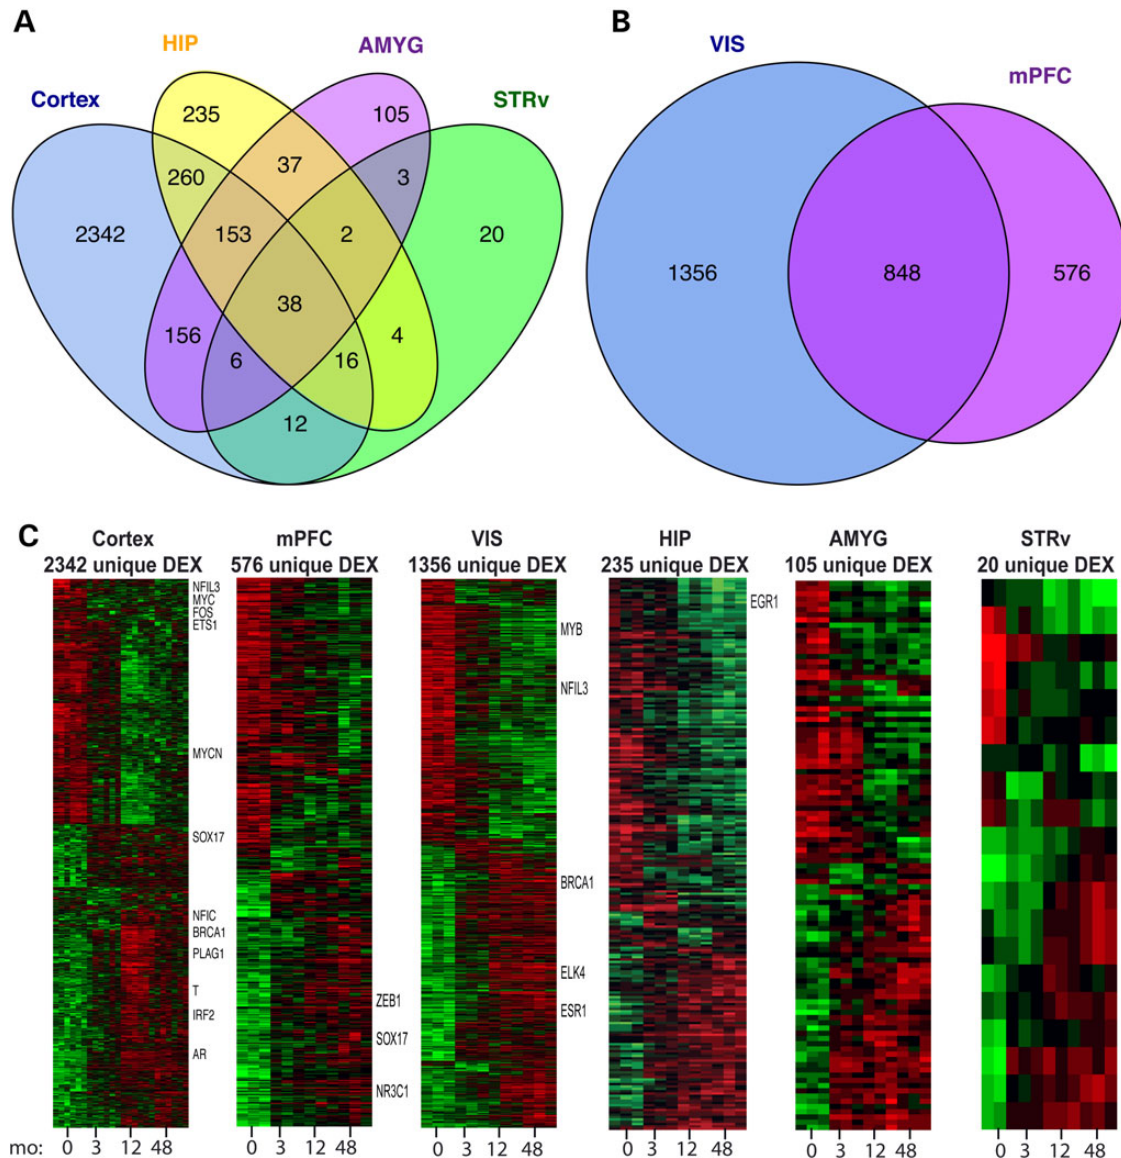 A
B
HIP
AMYG
Cortex
STRv
VIS
mPFC
235
105
37
260
3
2342
153
2
20
38
156
6
16
4
12
1356
848
576
C
Cortex
2342 unique DEX
mPFC
576 unique DEX
VIS
1356 unique DEX
HIP
235 unique DEX
AMYG
105 unique DEX
STRv
20 unique DEX
NFIL3
MYC
FOS
ETS1
MYCN
SOX17
NFIC
BRCA1
PLAG1
T
IRF2
AR
ZEB1
SOX17
NR3C1
MYB
NFIL3
BRCA1
ELK4
ESR1
EGR1
mo: 0 3 12 48
0 3 12 48
0 3 12 48
0 3 12 48
0 3 12 48
0 3 12 48